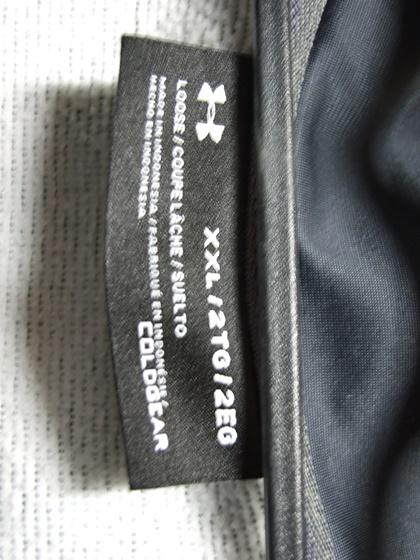 XXL/2TG/2EG
LOOSE/COUPE LÂCHE/SUELTO
MADE IN INDONESIA/FABRIQUÉ EN INDONÉSIE/
HECHO EN INDONESIA
COLDGEAR